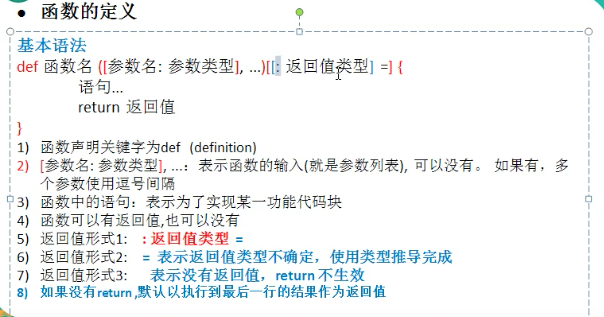 ● 函数的定义
基本语法
def 函数名 ([参数名: 参数类型], ...)[[: 返回值类型] =] {
语句...
return 返回值
}
1) 函数声明关键字为def (definition)
2) [参数名: 参数类型], ...: 表示函数的输入(就是参数列表), 可以没有。 如果有，多
个参数使用逗号间隔
3) 函数中的语句：表示为了实现某一功能代码块
4) 函数可以有返回值,也可以没有
5) 返回值形式1: : 返回值类型 =
6) 返回值形式2: = 表示返回值类型不确定，使用类型推导完成
7) 返回值形式3: 表示没有返回值，return 不生效
8) 如果没有return ,默认以执行到最后一行的结果作为返回值